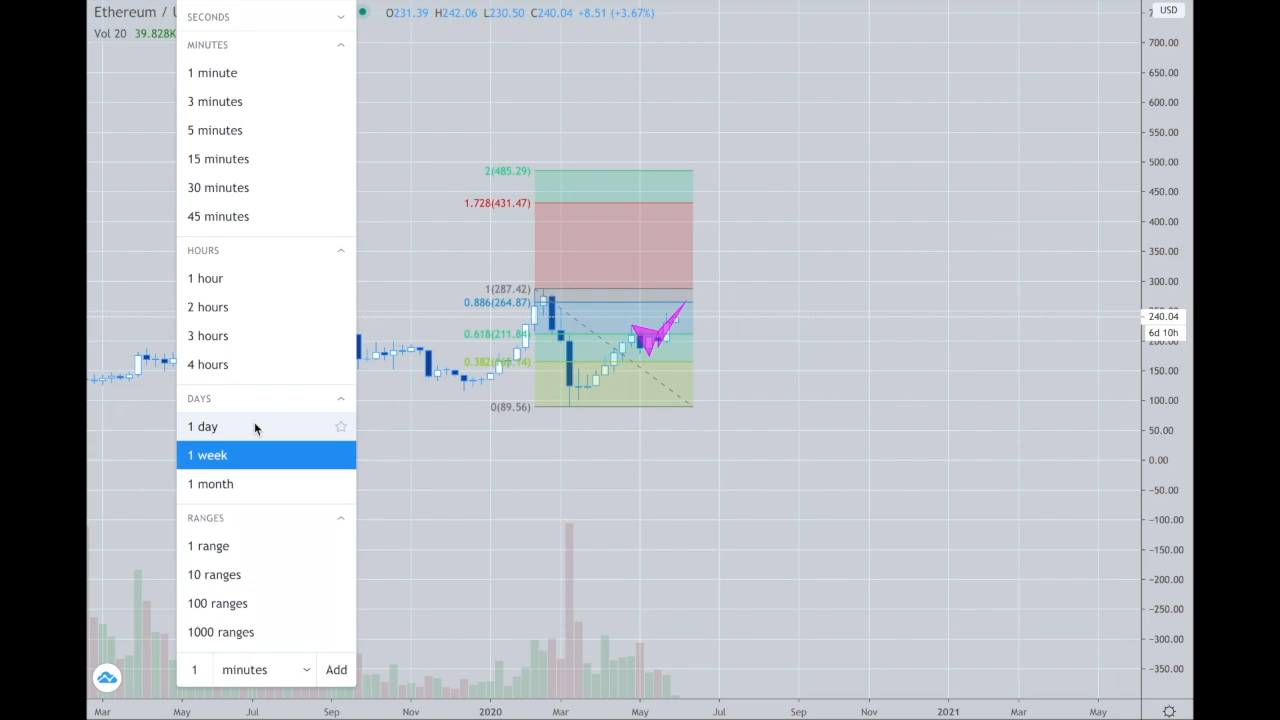 Ethereum / U
O231.39 H242.06 L230.50 C240.04 +8.51 (+3.67%)
USD
Vol 20 39.828K
SECONDS
MINUTES
1 minute
3 minutes
5 minutes
15 minutes
30 minutes
45 minutes
HOURS
1 hour
2 hours
3 hours
4 hours
DAYS
1 day
1 week
1 month
RANGES
1 range
10 ranges
100 ranges
1000 ranges
1 minutes Add
2(485.29)
1.728(431.47)
1(287.42)
0.886(264.87)
0.618(211.84)
0(89.56)
700.00
650.00
600.00
550.00
500.00
450.00
400.00
350.00
300.00
240.04
6d 10h
200.00
150.00
100.00
50.00
0.00
−50.00
−100.00
−150.00
−200.00
−250.00
−300.00
−350.00
Mar May Jul Sep Nov 2020 Mar May Jul Sep Nov 2021 Mar May